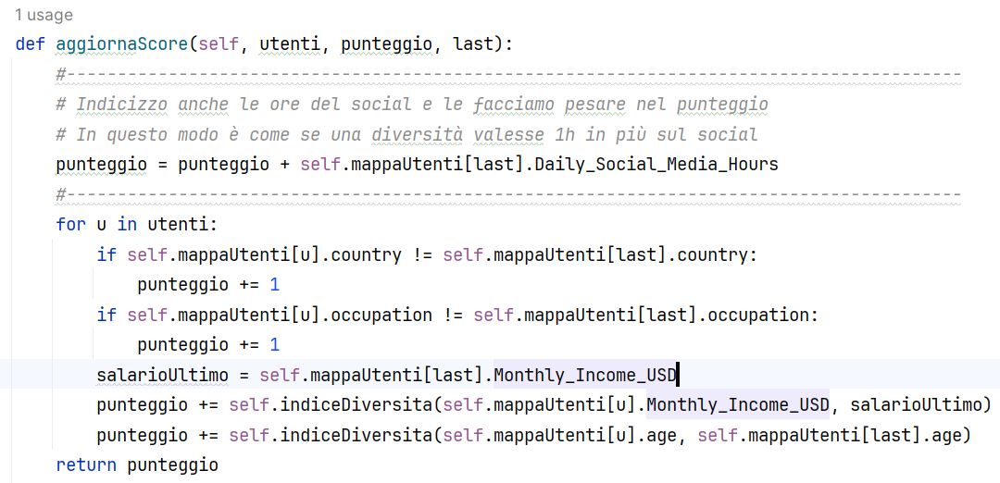 1 usage
def aggiornaScore(self, utenti, punteggio, last):
#----------------------------------------------------------------------------------------
# Indicizzo anche le ore del social e le facciamo pesare nel punteggio
# In questo modo è come se una diversità valesse 1h in più sul social
punteggio = punteggio + self.mappaUtenti[last].Daily_Social_Media_Hours
#----------------------------------------------------------------------------------------
for u in utenti:
if self.mappaUtenti[u].country != self.mappaUtenti[last].country:
punteggio += 1
if self.mappaUtenti[u].occupation != self.mappaUtenti[last].occupation:
punteggio += 1
salarioUltimo = self.mappaUtenti[last].Monthly_Income_USD
punteggio += self.indiceDiversita(self.mappaUtenti[u].Monthly_Income_USD, salarioUltimo)
punteggio += self.indiceDiversita(self.mappaUtenti[u].age, self.mappaUtenti[last].age)
return punteggio